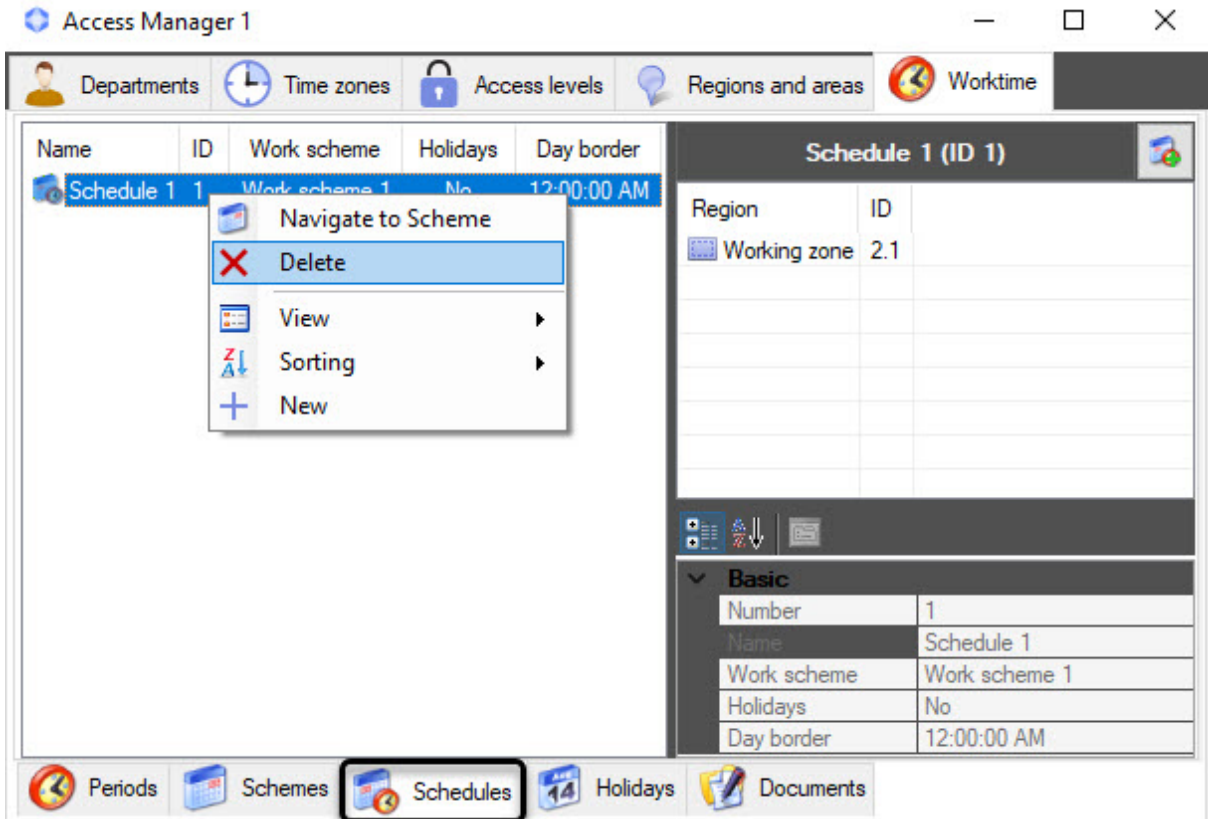 Access Manager 1
Departments Time zones Access levels Regions and areas Worktime
Name ID Work scheme Holidays Day border
Schedule 1 1 Work scheme 1 No 12:00:00 AM
Navigate to Scheme
Delete
View
Sorting
New
Schedule 1 (ID 1)
Region ID
Working zone 2.1
Basic
Number 1
Name Schedule 1
Work scheme Work scheme 1
Holidays No
Day border 12:00:00 AM
Periods Schemes Schedules Holidays Documents